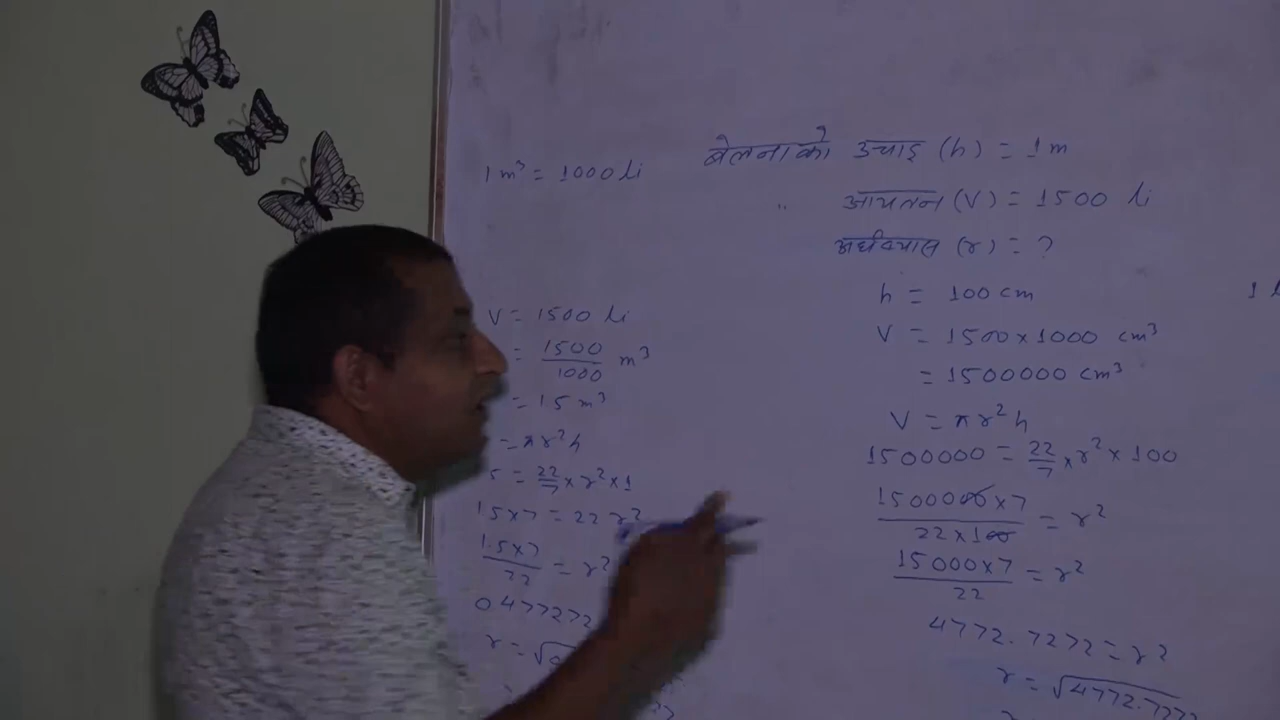 1 m³ = 1000 li
V = 1500 li
= 1500/1000 m³
= 1.5 m³
= πr²h
5 = 22/7 × r² × 1
1.5×7 = 22 r²
1.5×7/22 = r²
0.477272
r = √
बेलनाको उचाइ (h) = 1m
,, आयतन (V) = 1500 li
अर्धव्यास (r) = ?
h = 100 cm
V = 1500×1000 cm³
= 1500000 cm³
V = πr²h
1500000 = 22/7 × r² × 100
1500000×7/22×100 = r²
15000×7/22 = r²
4772.7272 = r²
r = √4772.7272
1